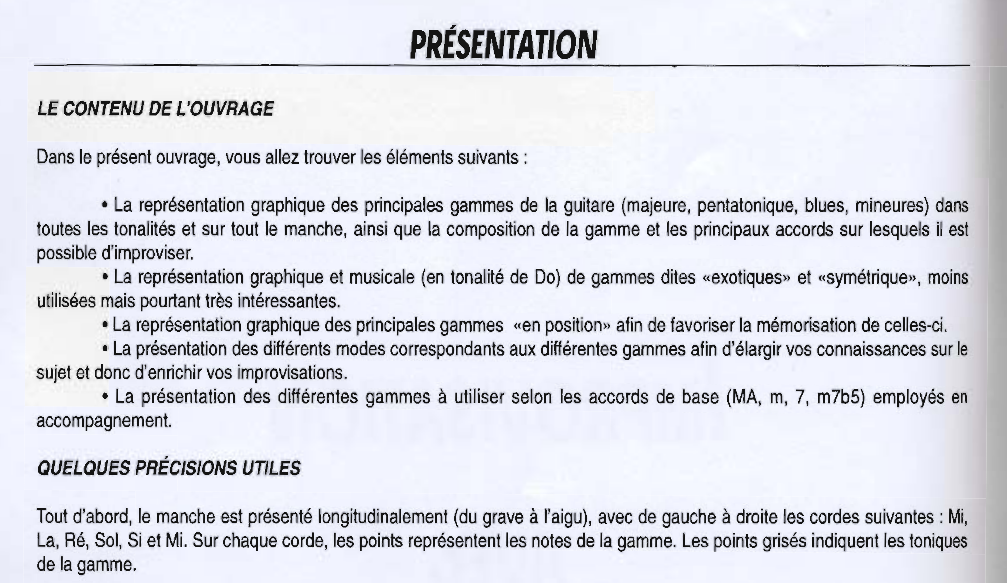 PRÉSENTATION
LE CONTENU DE L'OUVRAGE
Dans le présent ouvrage, vous allez trouver les éléments suivants :
• La représentation graphique des principales gammes de la guitare (majeure, pentatonique, blues, mineures) dans
toutes les tonalités et sur tout le manche, ainsi que la composition de la gamme et les principaux accords sur lesquels il est
possible d'improviser.
• La représentation graphique et musicale (en tonalité de Do) de gammes dites «exotiques» et «symétrique», moins
utilisées mais pourtant très intéressantes.
• La représentation graphique des principales gammes «en position» afin de favoriser la mémorisation de celles-ci.
• La présentation des différents modes correspondants aux différentes gammes afin d'élargir vos connaissances sur le
sujet et donc d'enrichir vos improvisations.
• La présentation des différentes gammes à utiliser selon les accords de base (MA, m, 7, m7b5) employés en
accompagnement.
QUELQUES PRÉCISIONS UTILES
Tout d'abord, le manche est présenté longitudinalement (du grave à l'aigu), avec de gauche à droite les cordes suivantes : Mi,
La, Ré, Sol, Si et Mi. Sur chaque corde, les points représentent les notes de la gamme. Les points grisés indiquent les toniques
de la gamme.